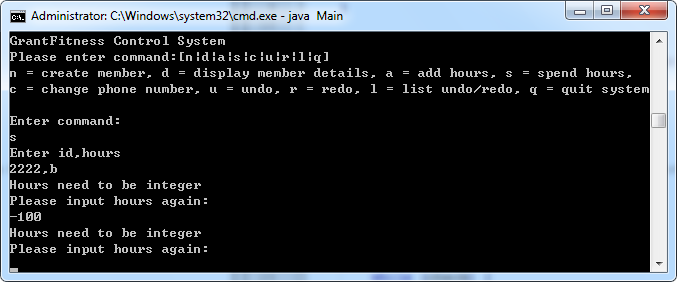 Administrator: C:\Windows\system32\cmd.exe - java Main
GrantFitness Control System
Please enter command:[n|d|a|s|c|u|r|l|q]
n = create member, d = display member details, a = add hours, s = spend hours,
c = change phone number, u = undo, r = redo, l = list undo/redo, q = quit system
Enter command:
s
Enter id,hours
2222,b
Hours need to be integer
Please input hours again:
-100
Hours need to be integer
Please input hours again: